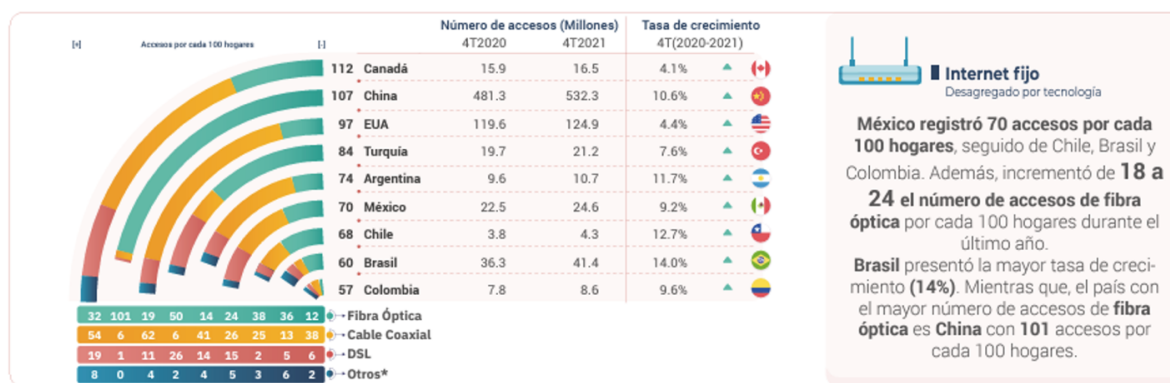 Número de accesos (Millones) Tasa de crecimiento
[+] Accesos por cada 100 hogares [-] 4T2020 4T2021 4T(2020-2021)
112 Canadá 15.9 16.5 4.1%
107 China 481.3 532.3 10.6%
97 EUA 119.6 124.9 4.4%
84 Turquía 19.7 21.2 7.6%
74 Argentina 9.6 10.7 11.7%
70 México 22.5 24.6 9.2%
68 Chile 3.8 4.3 12.7%
60 Brasil 36.3 41.4 14.0%
57 Colombia 7.8 8.6 9.6%
32 101 19 50 14 24 38 36 12 Fibra Óptica
54 6 62 6 41 26 25 13 38 Cable Coaxial
19 1 11 26 14 15 2 5 6 DSL
8 0 4 2 4 5 3 6 2 Otros*
Internet fijo
Desagregado por tecnología
México registró 70 accesos por cada
100 hogares, seguido de Chile, Brasil y
Colombia. Además, incrementó de 18 a
24 el número de accesos de fibra
óptica por cada 100 hogares durante el
último año.
Brasil presentó la mayor tasa de creci-
miento (14%). Mientras que, el país con
el mayor número de accesos de fibra
óptica es China con 101 accesos por
cada 100 hogares.